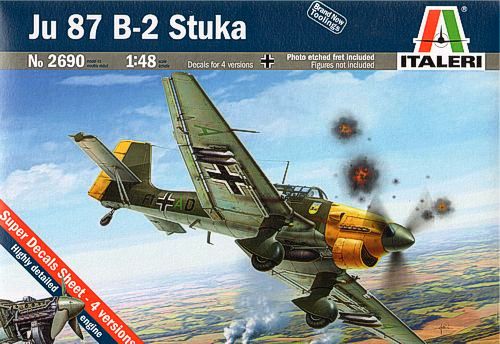 Ju 87 B-2 Stuka
Brand New
Toolings
ITALERI
No 2690
1:48
Decals for 4 versions
Photo etched fret included
Figures not included
Super Decals Sheet - 4 versions
Highly detailed
engine